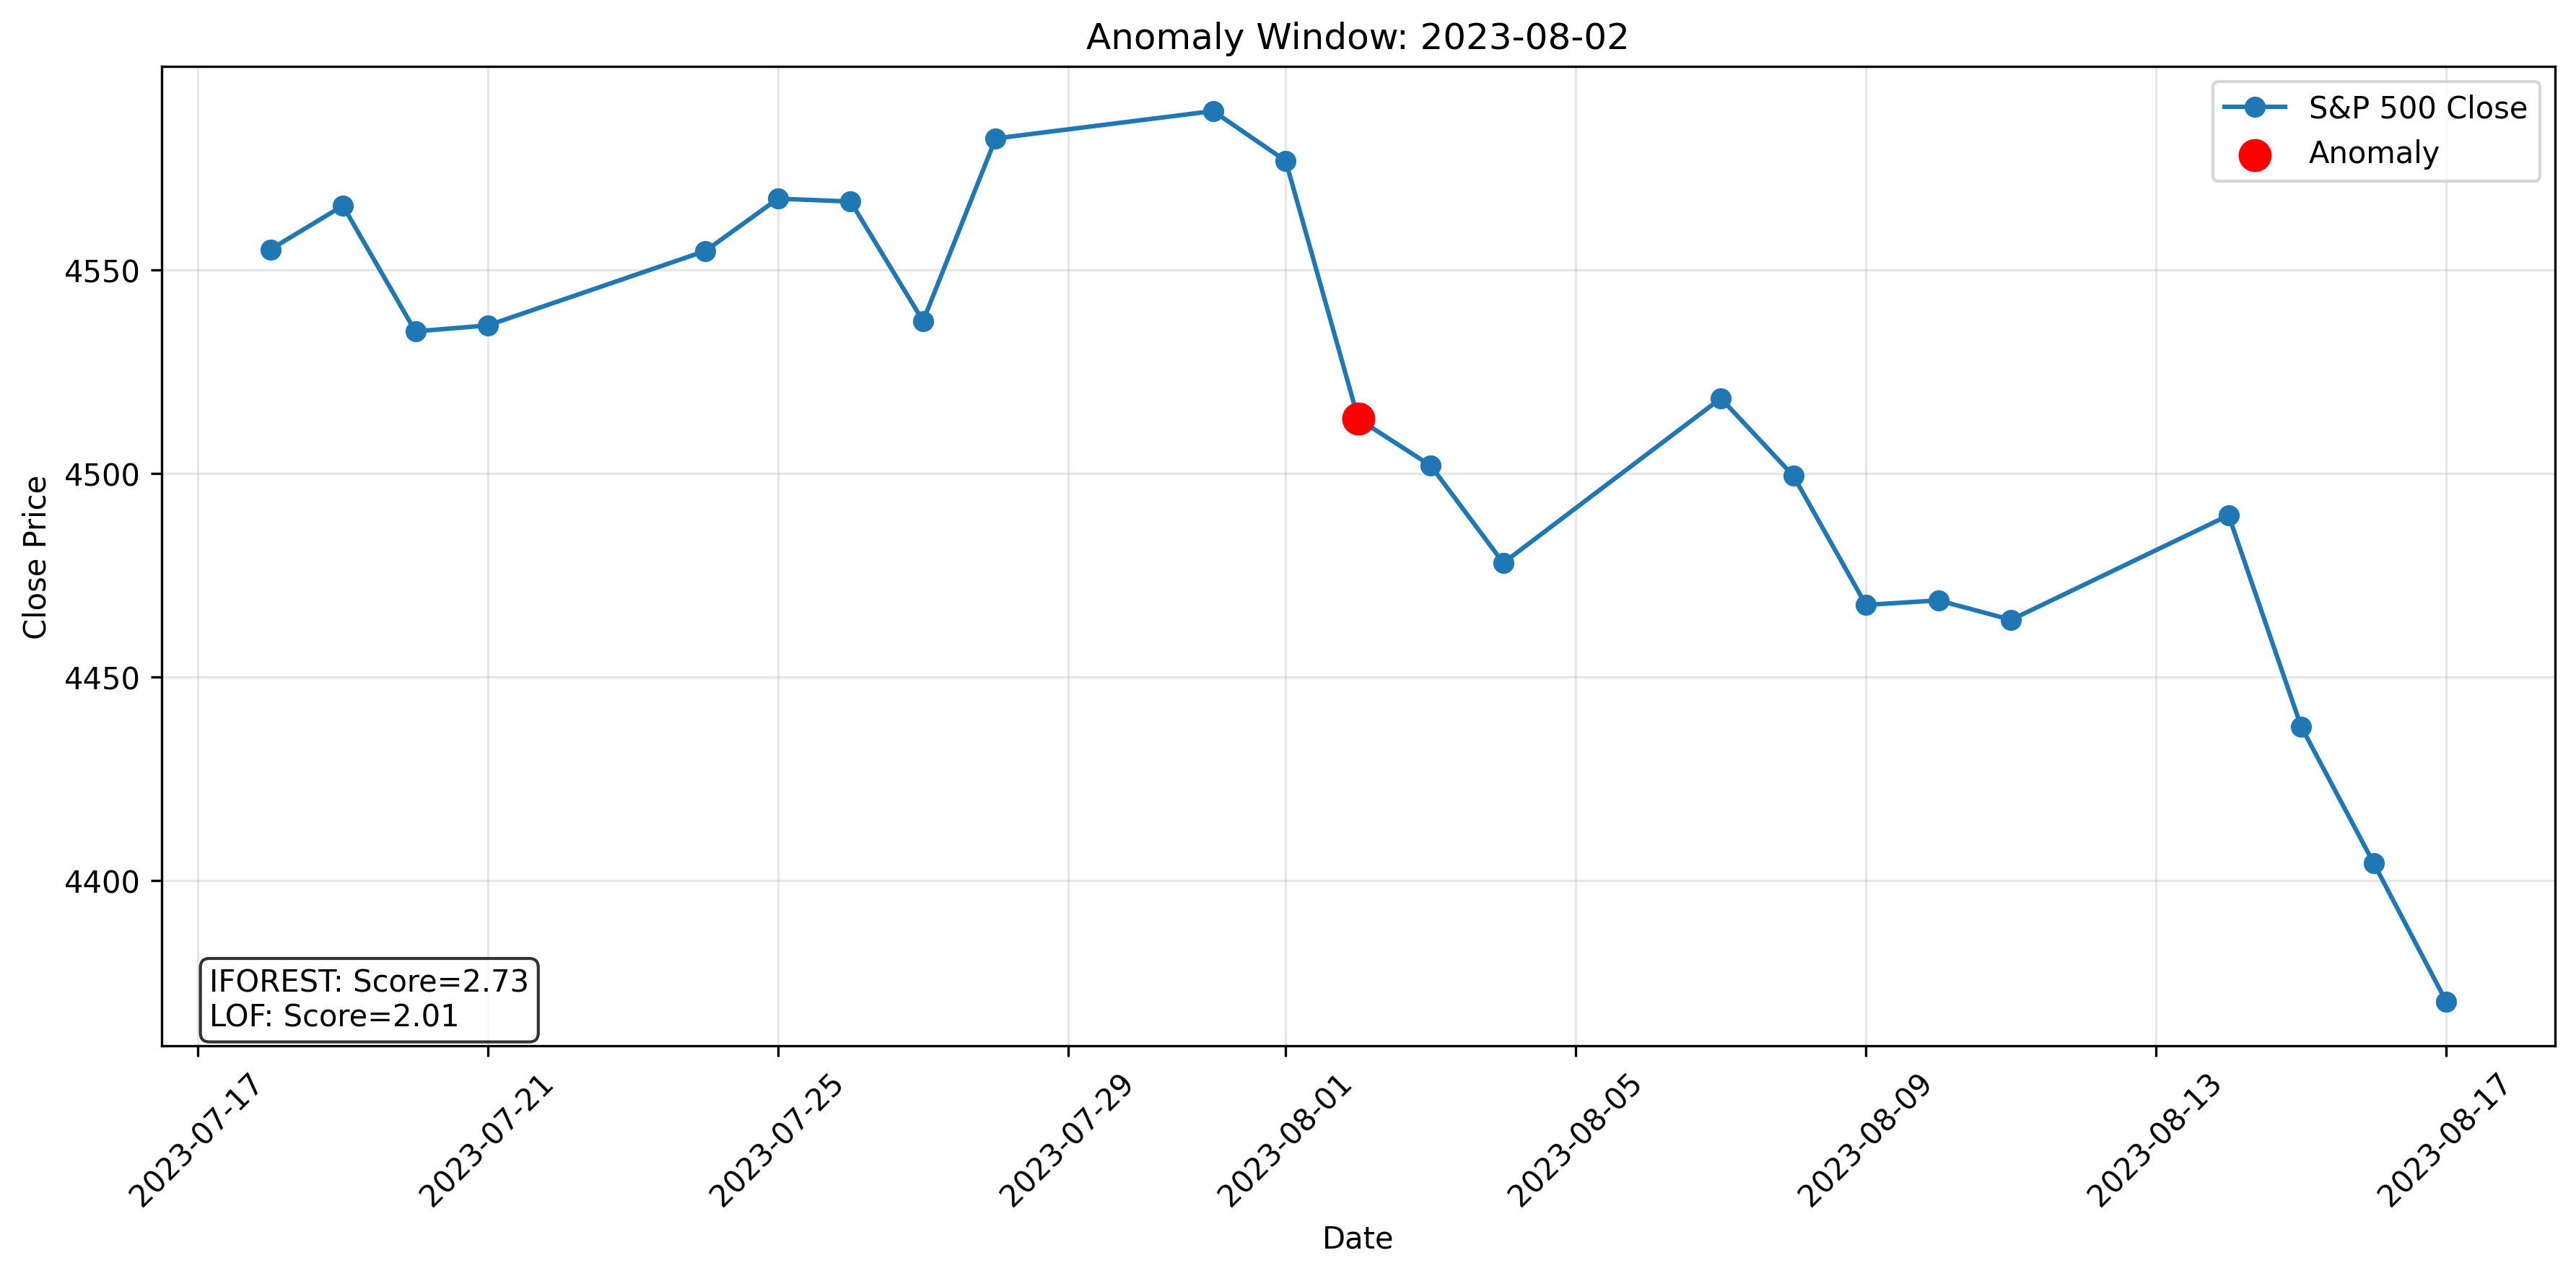 Anomaly Window: 2023-08-02
S&P 500 Close
Anomaly
Close Price
4550
4500
4450
4400
IFOREST: Score=2.73
LOF: Score=2.01
2023-07-17
2023-07-21
2023-07-25
2023-07-29
2023-08-01
2023-08-05
2023-08-09
2023-08-13
2023-08-17
Date